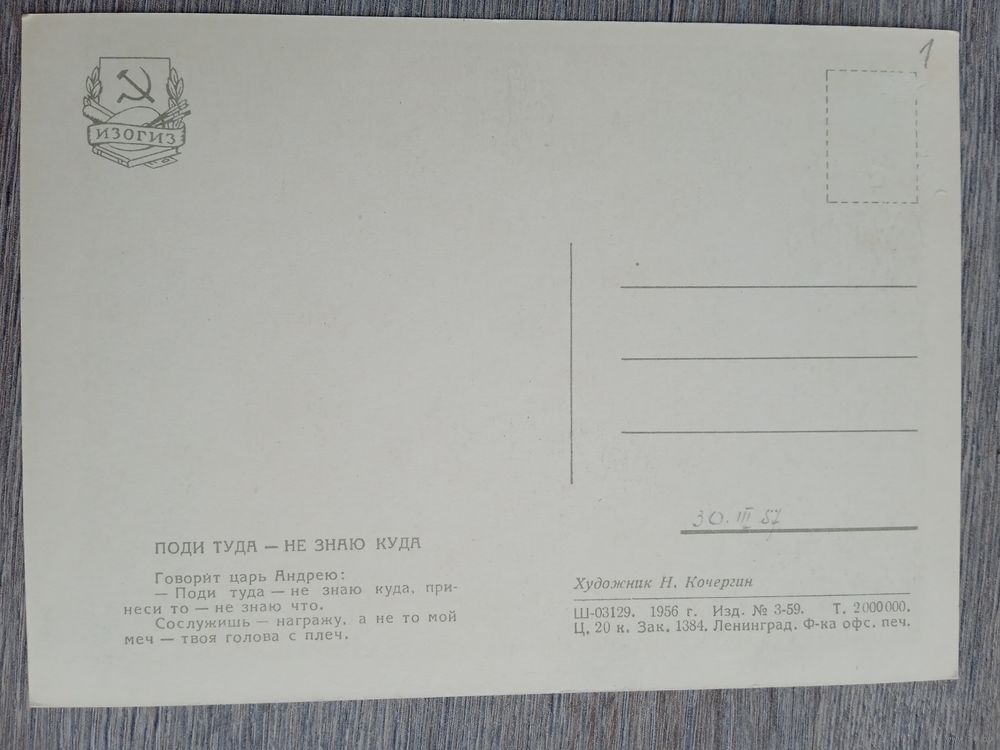 1
ИЗОГИЗ
30.III 57
ПОДИ ТУДА — НЕ ЗНАЮ КУДА
Говорит царь Андрею:
— Поди туда — не знаю куда, при-
неси то — не знаю что.
Сослужишь — награжу, а не то мой
меч — твоя голова с плеч.
Художник Н. Кочергин
Ш-03129. 1956 г. Изд. № 3-59. Т. 2000000.
Ц. 20 к. Зак. 1384. Ленинград. Ф-ка офс. печ.